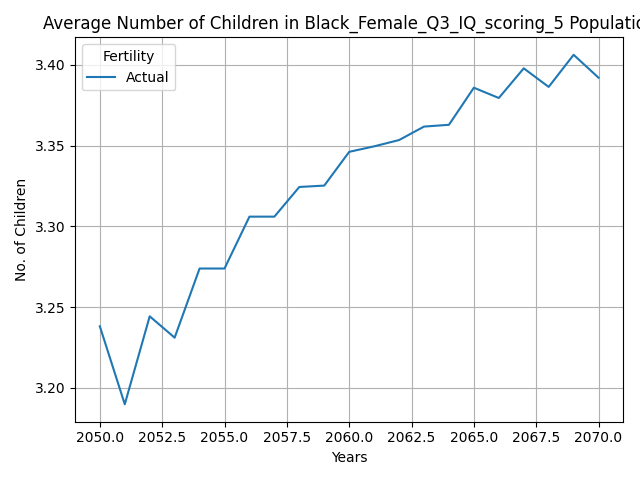 Average Number of Children in Black_Female_Q3_IQ_scoring_5 Populatio
Fertility
Actual
3.40
3.35
3.30
3.25
3.20
No. of Children
2050.0 2052.5 2055.0 2057.5 2060.0 2062.5 2065.0 2067.5 2070.0
Years